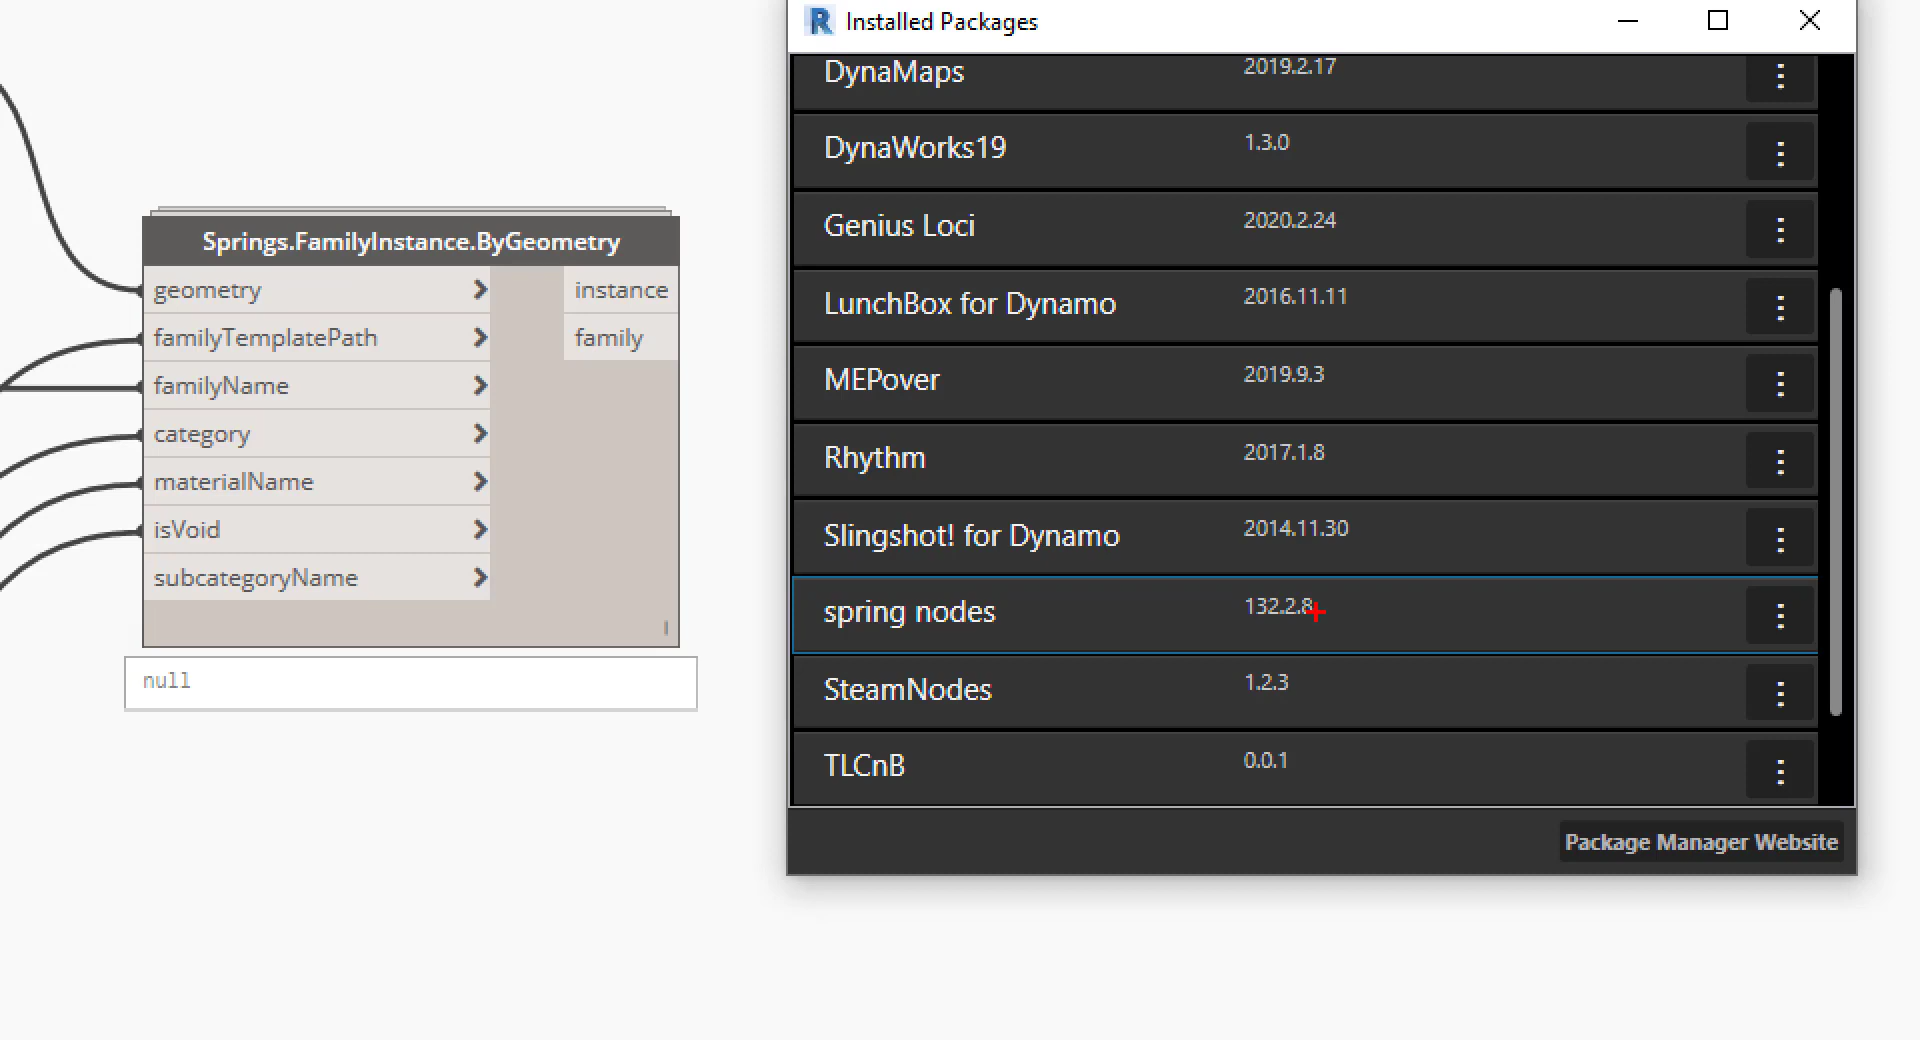 Springs.FamilyInstance.ByGeometry
geometry
instance
familyTemplatePath
family
familyName
category
materialName
isVoid
subcategoryName
null
Installed Packages
DynaMaps 2019.2.17
DynaWorks19 1.3.0
Genius Loci 2020.2.24
LunchBox for Dynamo 2016.11.11
MEPover 2019.9.3
Rhythm 2017.1.8
Slingshot! for Dynamo 2014.11.30
spring nodes 132.2.8
SteamNodes 1.2.3
TLCnB 0.0.1
Package Manager Website